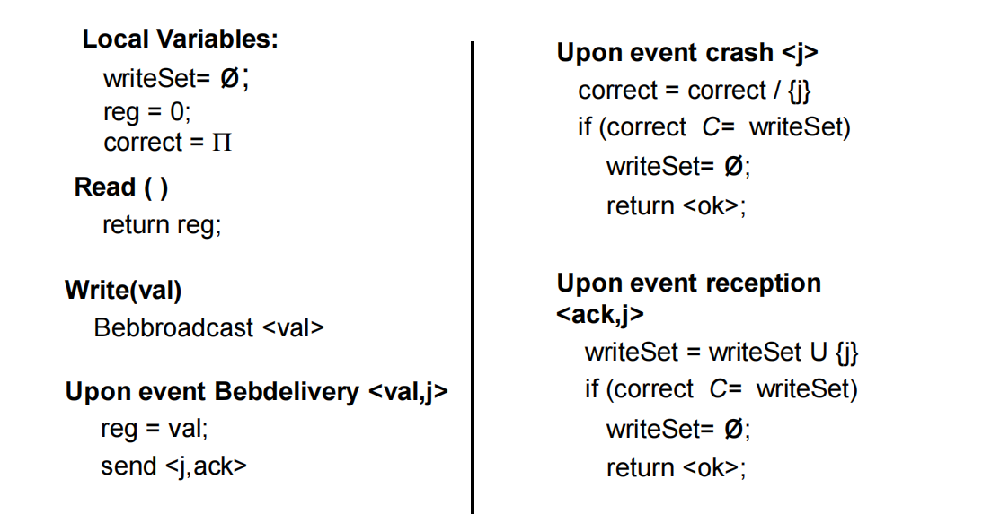 Local Variables:
writeSet= Ø;
reg = 0;
correct = Π
Read ( )
return reg;
Write(val)
Bebbroadcast <val>
Upon event Bebdelivery <val,j>
reg = val;
send <j,ack>
Upon event crash <j>
correct = correct / {j}
if (correct C= writeSet)
writeSet= Ø;
return <ok>;
Upon event reception
<ack,j>
writeSet = writeSet U {j}
if (correct C= writeSet)
writeSet= Ø;
return <ok>;